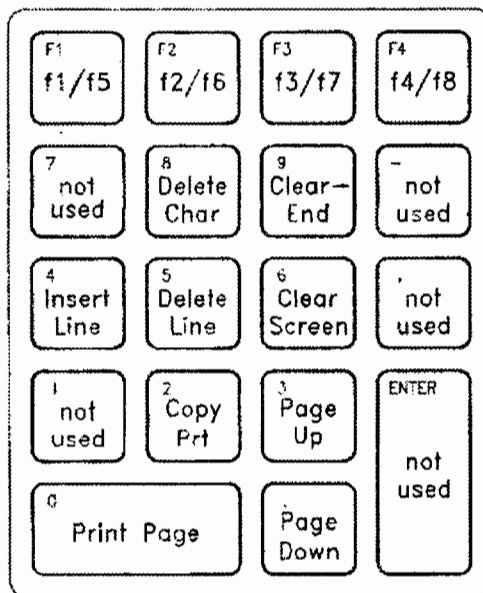 F1 F2 F3 F4
f1/f5 f2/f6 f3/f7 f4/f8
7 8 9 -
not Delete Clear→ not
used Char End used
4 5 6 ,
Insert Delete Clear not
Line Line Screen used
1 2 3 ENTER
not Copy Page
used Prt Up
not
used
0 .
Print Page Page
Down